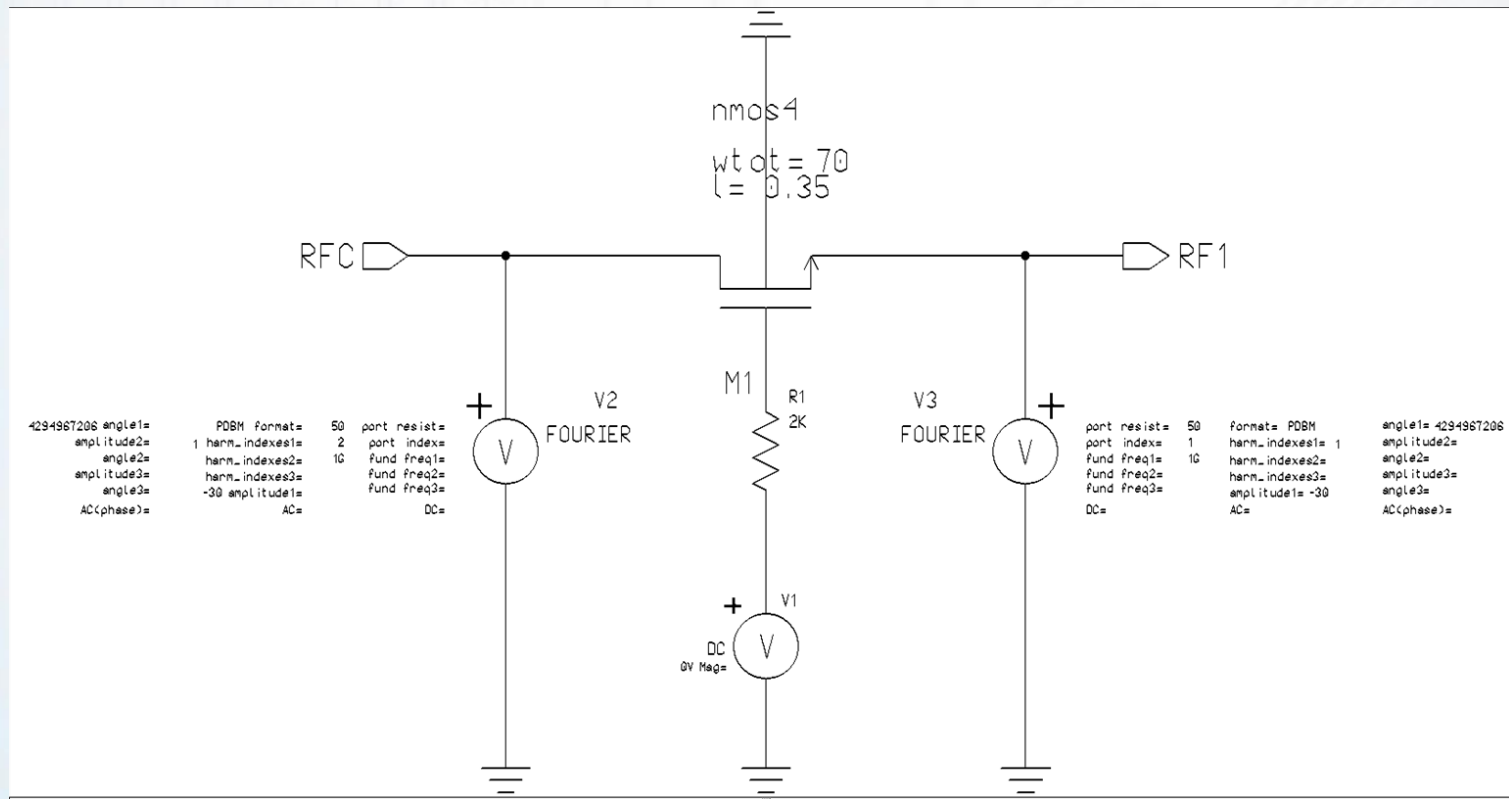 nmos4
wtot= 70
l= 0.35
RFC
RF1
M1
R1
2K
V2
FOURIER
V3
FOURIER
4294967206 angle1=
amplitude2=
angle2=
amplitude3=
angle3=
AC(phase)=
PDBM format=
1 harm_indexes1=
harm_indexes2=
harm_indexes3=
-30 amplitude1=
AC=
50 port resist=
2 port index=
1G fund freq1=
fund freq2=
fund freq3=
DC=
port resist= 50
port index= 1
fund freq1= 1G
fund freq2=
fund freq3=
DC=
format= PDBM
harm_indexes1= 1
harm_indexes2=
harm_indexes3=
amplitude1= -30
AC=
angle1= 4294967206
amplitude2=
angle2=
amplitude3=
angle3=
AC(phase)=
V
V
V1
DC
0V Mag=
V